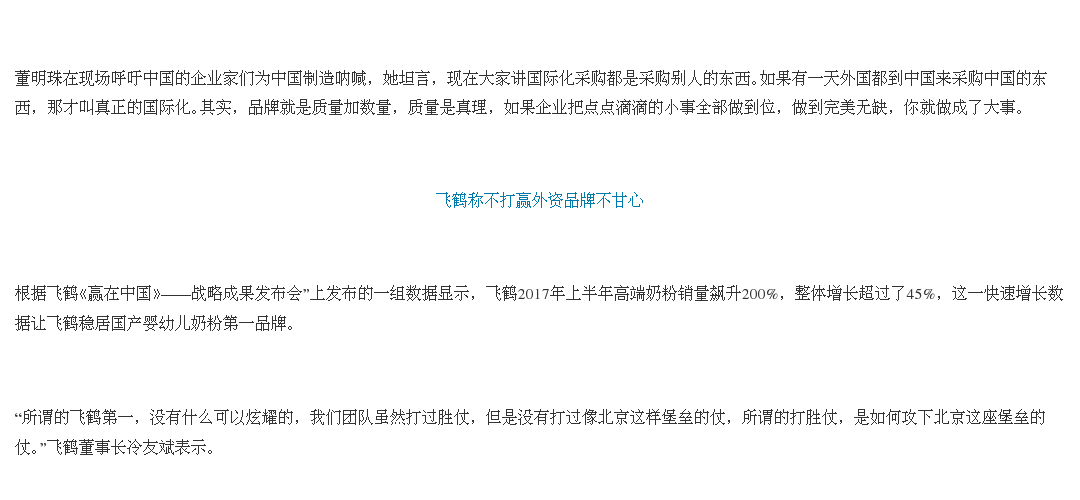 董明珠在现场呼吁中国的企业家们为中国制造呐喊，她坦言，现在大家讲国际化采购都是采购别人的东西。如果有一天外国都到中国来采购中国的东
西，那才叫真正的国际化。其实，品牌就是质量加数量，质量是真理，如果企业把点点滴滴的小事全部做到位，做到完美无缺，你就做成了大事。
飞鹤称不打赢外资品牌不甘心
根据飞鹤《赢在中国》——战略成果发布会”上发布的一组数据显示，飞鹤2017年上半年高端奶粉销量飙升200%，整体增长超过了45%，这一快速增长数
据让飞鹤稳居国产婴幼儿奶粉第一品牌。
“所谓的飞鹤第一，没有什么可以炫耀的，我们团队虽然打过胜仗，但是没有打过像北京这样堡垒的仗，所谓的打胜仗，是如何攻下北京这座堡垒的
仗。”飞鹤董事长冷友斌表示。